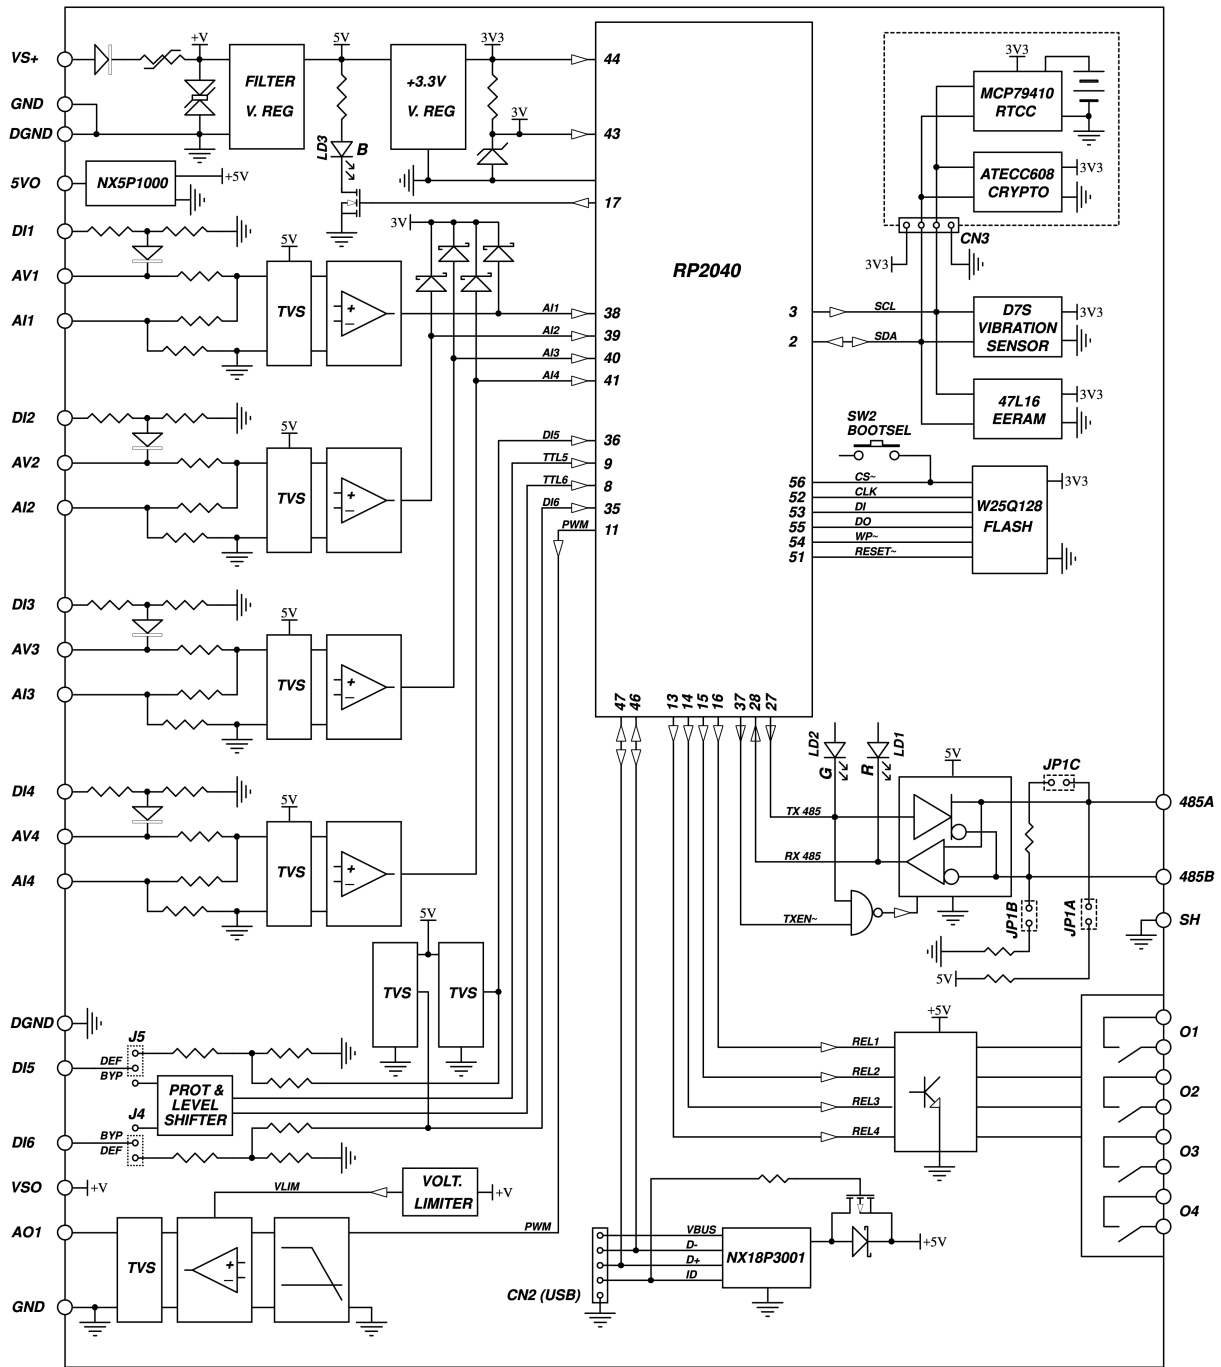 VS+
+V
5V
3V3
44
FILTER
V. REG
+3.3V
V. REG
GND
DGND
LD3
B
3V
43
5VO
NX5P1000
+5V
17
3V3
MCP79410
RTCC
ATECC608
CRYPTO
3V3
CN3
3V3
DI1
AV1
AI1
5V
TVS
+
–
3V
RP2040
AI1
38
AI2
39
AI3
40
AI4
41
3
SCL
2
SDA
D7S
VIBRATION
SENSOR
3V3
47L16
EERAM
3V3
DI2
AV2
AI2
5V
TVS
+
–
DI5
36
TTL5
9
TTL6
8
DI6
35
PWM
11
SW2
BOOTSEL
56
CS~
52
CLK
53
DI
55
DO
54
WP~
51
RESET~
W25Q128
FLASH
3V3
DI3
AV3
AI3
5V
TVS
+
–
47
46
13
14
15
16
37
28
27
LD2
G
LD1
R
5V
JP1C
DI4
AV4
AI4
5V
TVS
+
–
TX 485
RX 485
TXEN~
485A
485B
JP1B
JP1A
SH
5V
5V
TVS
TVS
DGND
J5
DEF
DI5
BYP
PROT &
LEVEL
SHIFTER
J4
DI6
BYP
DEF
REL1
REL2
REL3
REL4
+5V
O1
O2
O3
O4
VSO
+V
VLIM
VOLT.
LIMITER
+V
AO1
TVS
+
–
PWM
GND
CN2 (USB)
VBUS
D-
D+
ID
NX18P3001
+5V